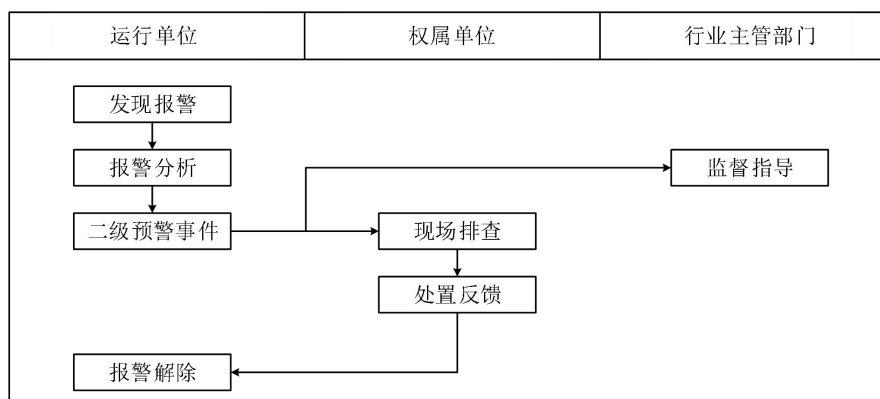 运行单位 权属单位 行业主管部门
发现报警
报警分析 监督指导
二级预警事件 现场排查
处置反馈
报警解除